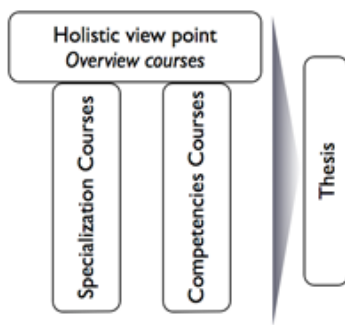 Holistic view point
Overview courses
Specialization Courses
Competencies Courses
Thesis